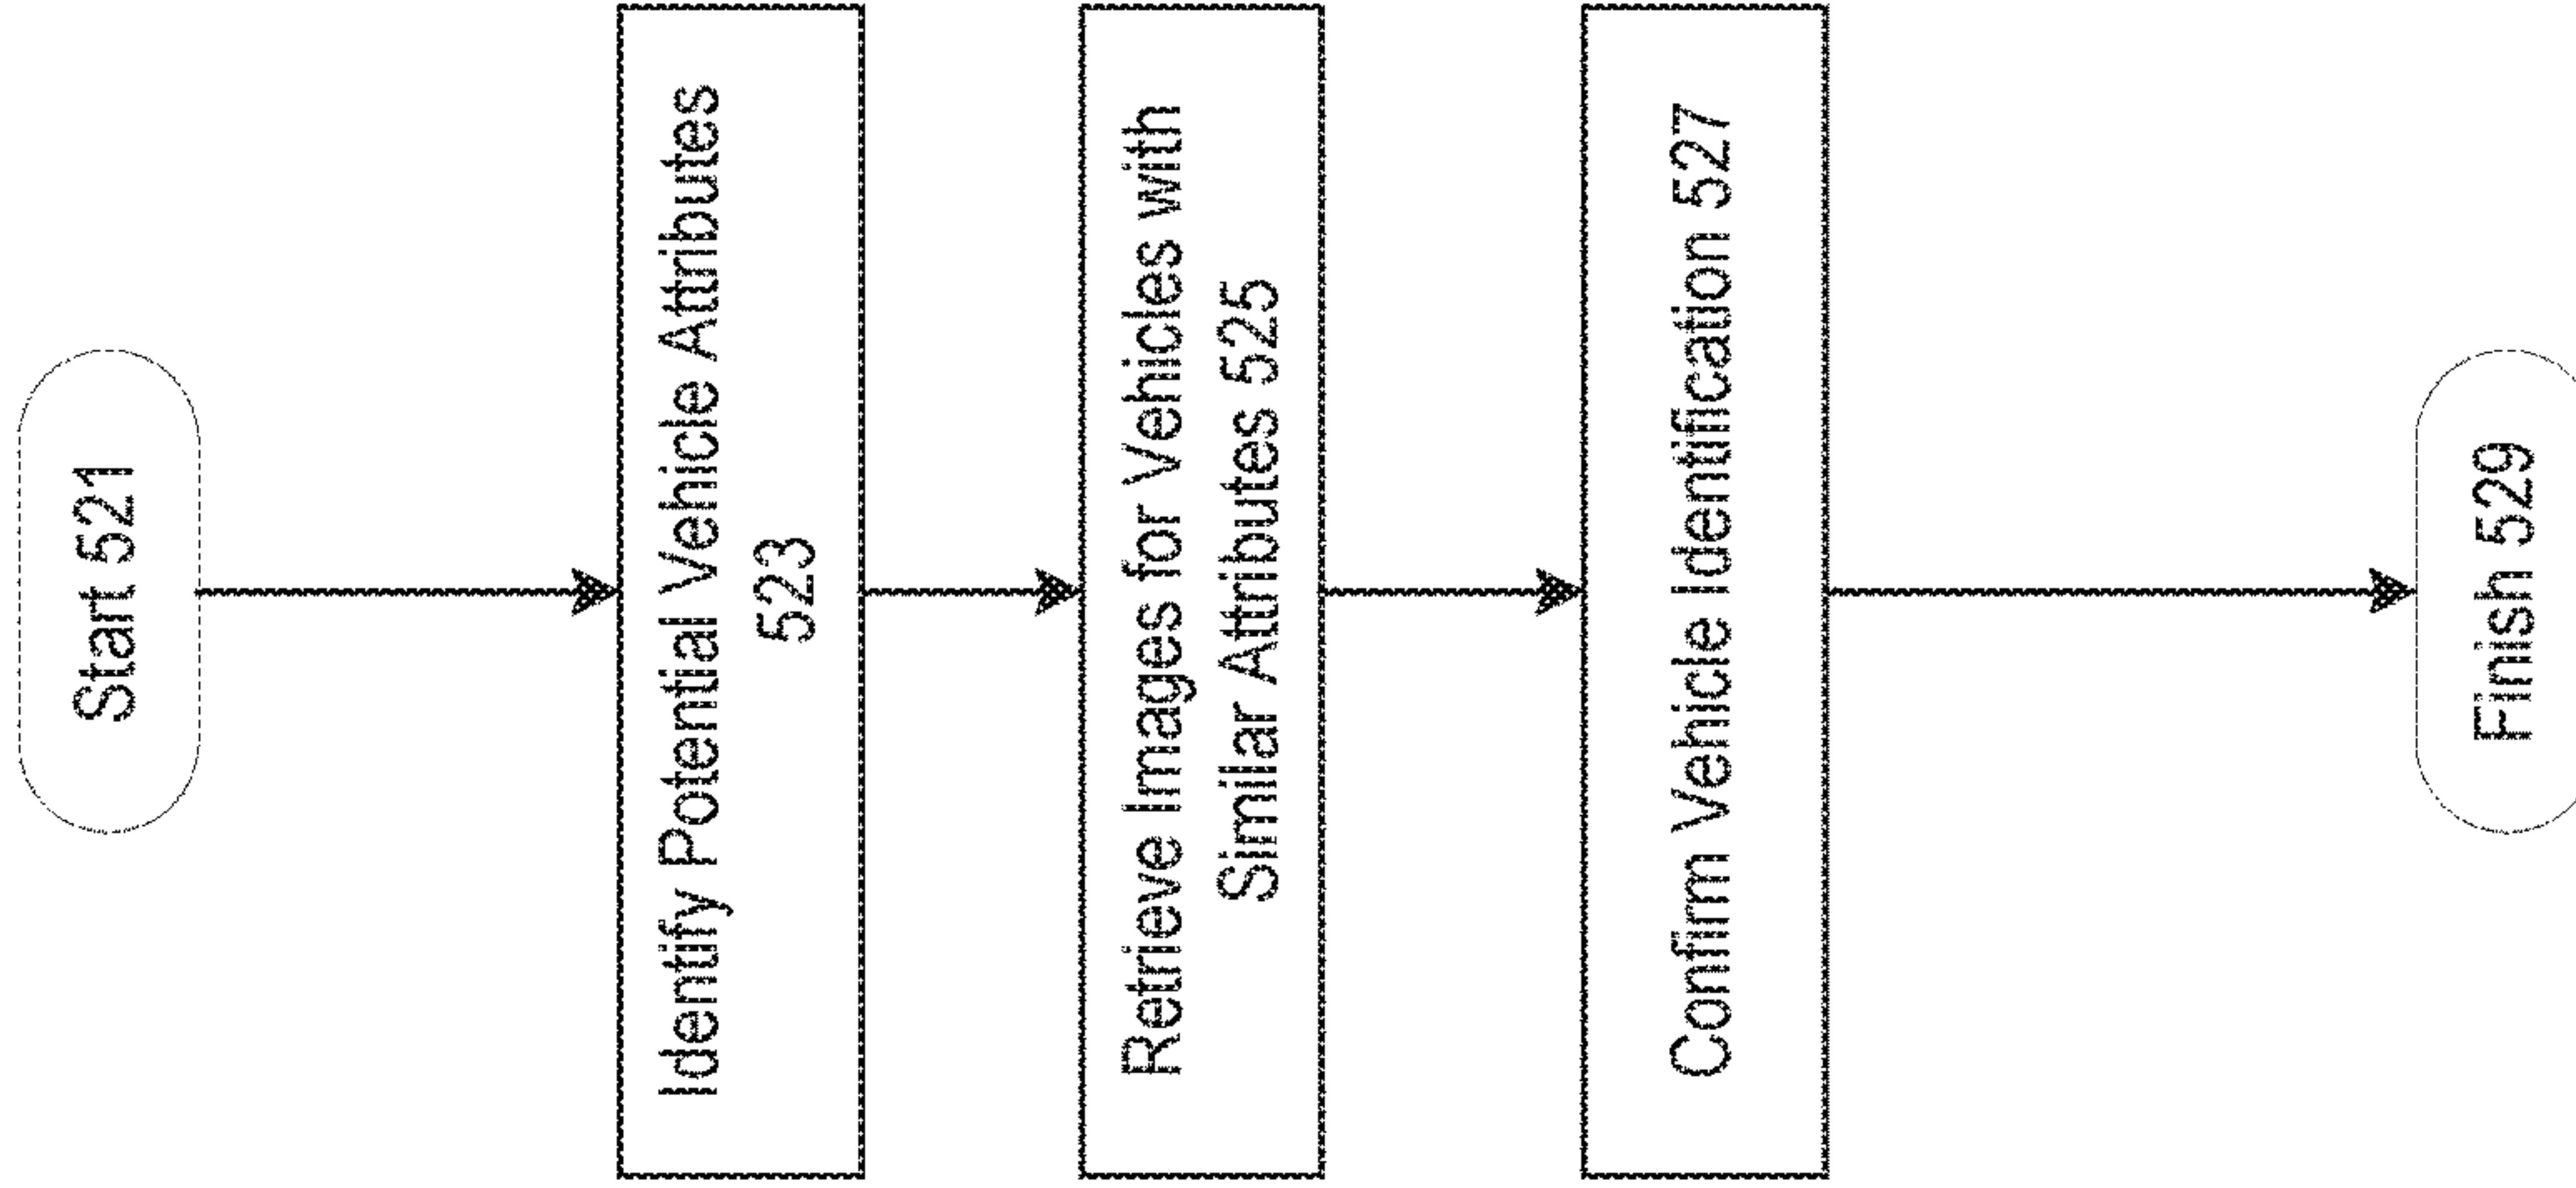 Start 521
Identify Potential Vehicle Attributes
523
Retrieve Images for Vehicles with
Similar Attributes 525
Confirm Vehicle Identification 527
Finish 529